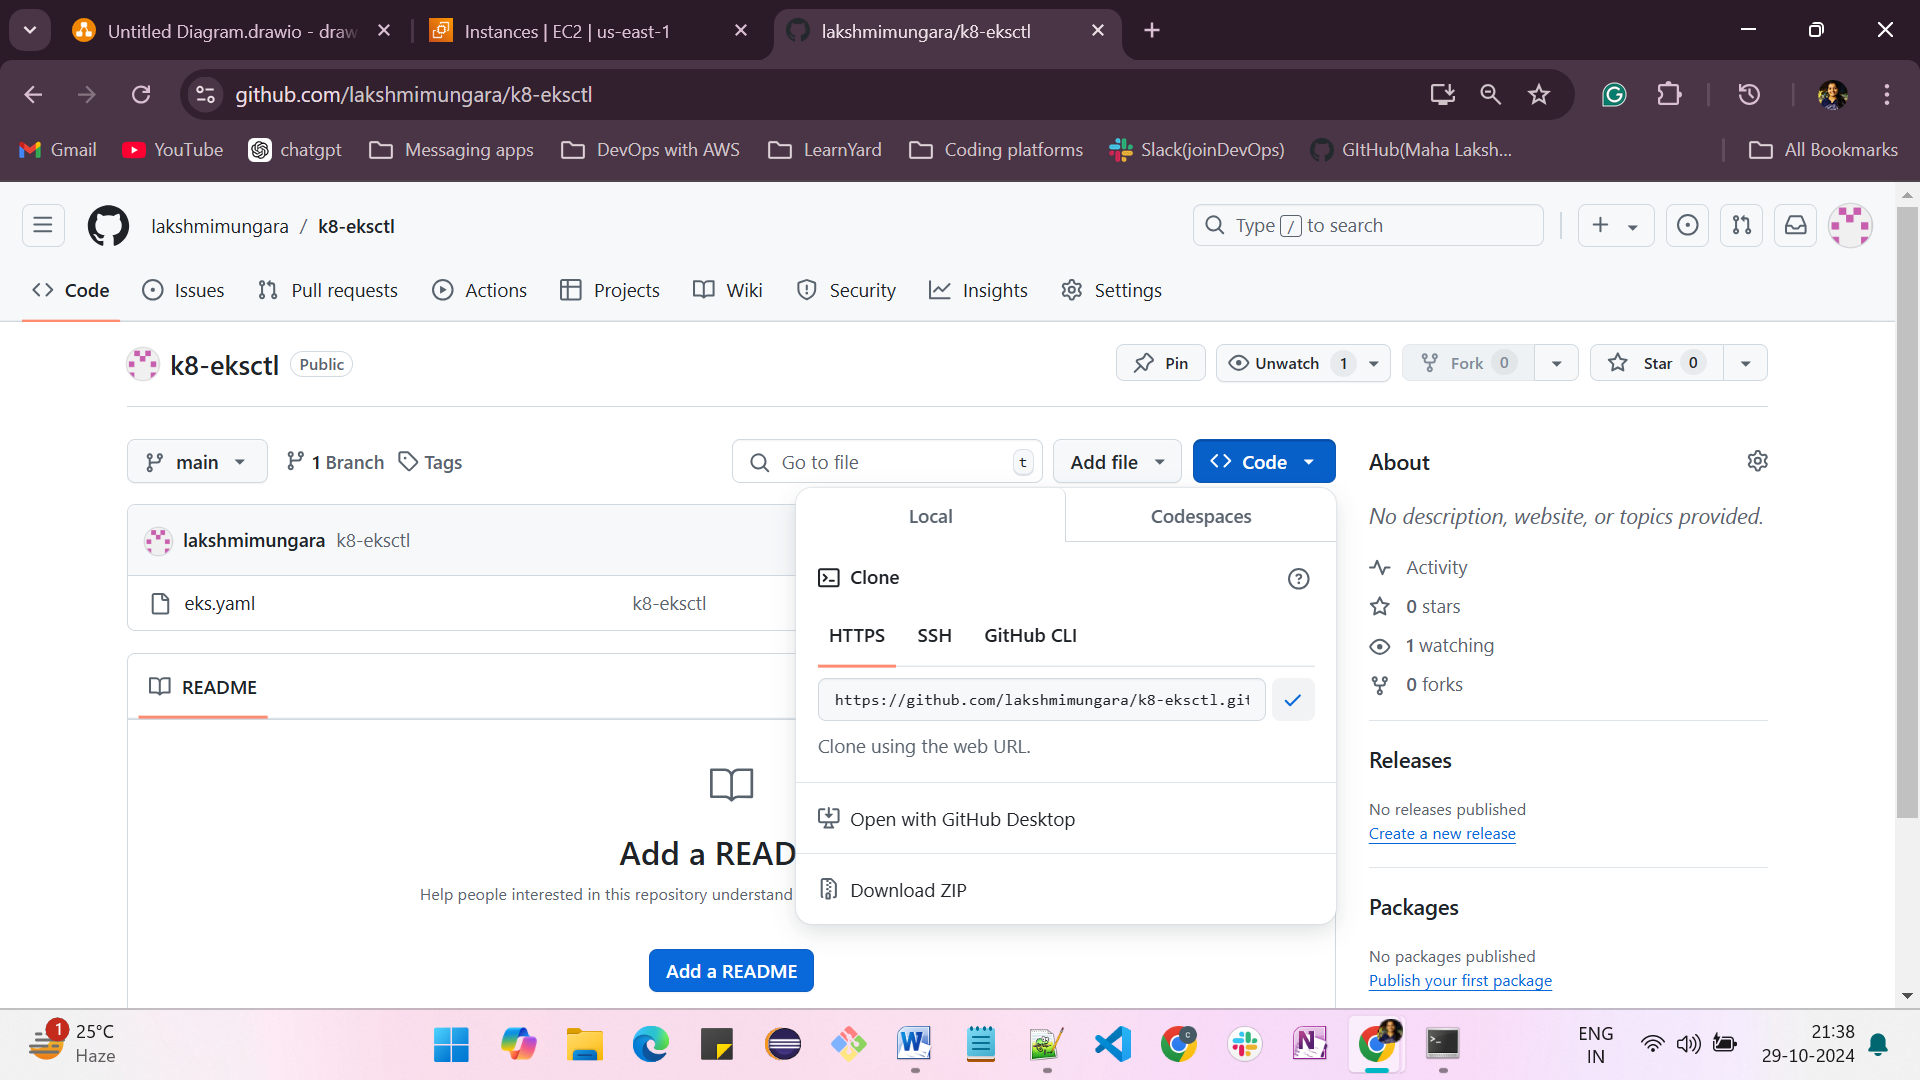 Untitled Diagram.drawio - draw
Instances | EC2 | us-east-1
lakshmimungara/k8-eksctl
github.com/lakshmimungara/k8-eksctl
Gmail
YouTube
chatgpt
Messaging apps
DevOps with AWS
LearnYard
Coding platforms
Slack(joinDevOps)
GItHub(Maha Laksh...
All Bookmarks
lakshmimungara / k8-eksctl
Type / to search
Code
Issues
Pull requests
Actions
Projects
Wiki
Security
Insights
Settings
k8-eksctl
Public
Pin
Unwatch 1
Fork 0
Star 0
main
1 Branch
Tags
Go to file
t
Add file
Code
lakshmimungara k8-eksctl
eks.yaml
k8-eksctl
README
Add a READ
Help people interested in this repository understand
Add a README
Local
Codespaces
Clone
HTTPS
SSH
GitHub CLI
https://github.com/lakshmimungara/k8-eksctl.git
Clone using the web URL.
Open with GitHub Desktop
Download ZIP
About
No description, website, or topics provided.
Activity
0 stars
1 watching
0 forks
Releases
No releases published
Create a new release
Packages
No packages published
Publish your first package
1
25°C
Haze
ENG
IN
21:38
29-10-2024